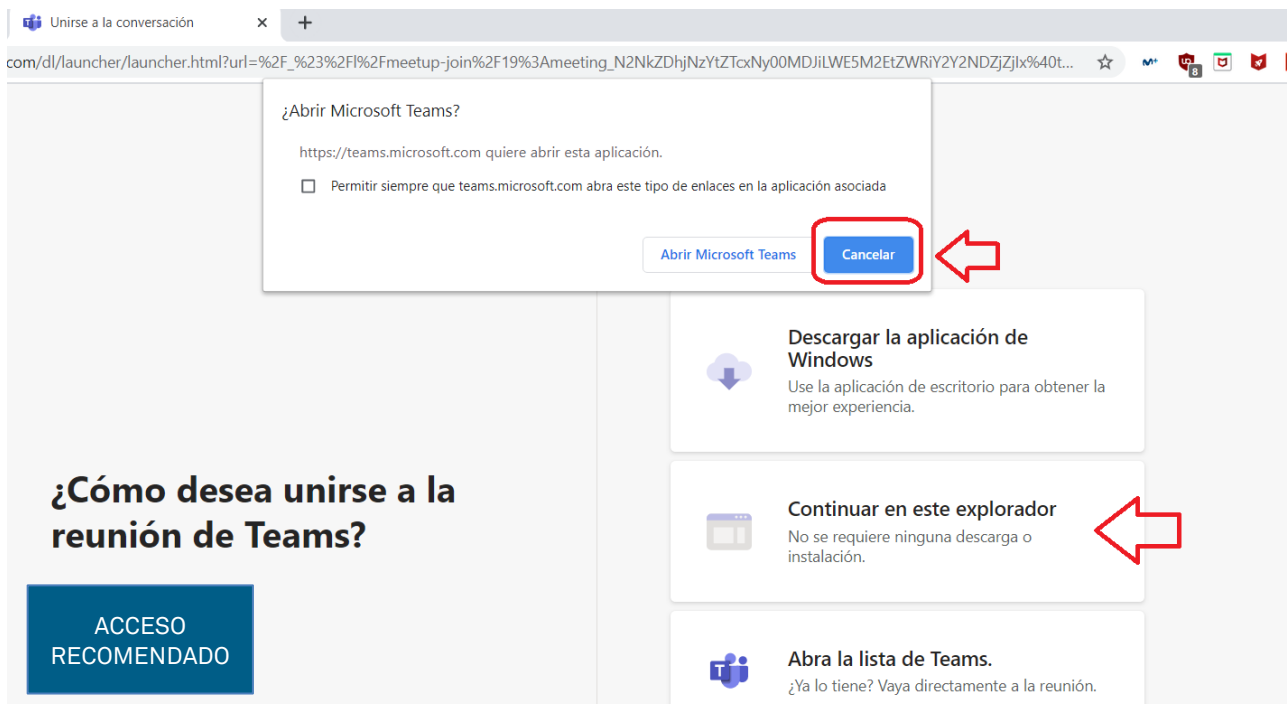 Unirse a la conversación
com/dl/launcher/launcher.html?url=%2F_%23%2Fl%2Fmeetup-join%2F19%3Ameeting_N2NkZDhjNzYtZTcxNy00MDJiLWE5M2EtZWRiY2Y2NDZjZjIx%40t...
8
¿Abrir Microsoft Teams?
https://teams.microsoft.com quiere abrir esta aplicación.
Permitir siempre que teams.microsoft.com abra este tipo de enlaces en la aplicación asociada
Abrir Microsoft Teams
Cancelar
Descargar la aplicación de
Windows
Use la aplicación de escritorio para obtener la
mejor experiencia.
¿Cómo desea unirse a la
reunión de Teams?
Continuar en este explorador
No se requiere ninguna descarga o
instalación.
ACCESO
RECOMENDADO
Abra la lista de Teams.
¿Ya lo tiene? Vaya directamente a la reunión.